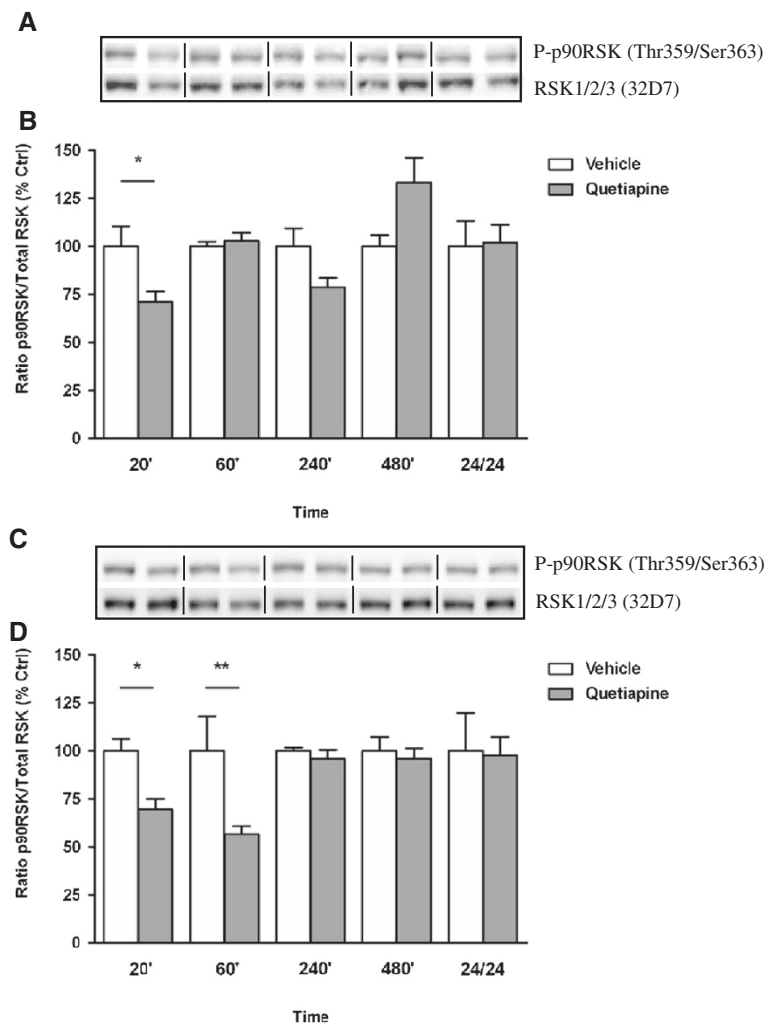 A
P-p90RSK (Thr359/Ser363)
RSK1/2/3 (32D7)
B
Ratio p90RSK/Total RSK (% Ctrl)
150
125
100
75
50
25
0
*
Vehicle
Quetiapine
20' 60' 240' 480' 24/24
Time
C
P-p90RSK (Thr359/Ser363)
RSK1/2/3 (32D7)
D
Ratio p90RSK/Total RSK (% Ctrl)
150
125
100
75
50
25
0
* **
Vehicle
Quetiapine
20' 60' 240' 480' 24/24
Time